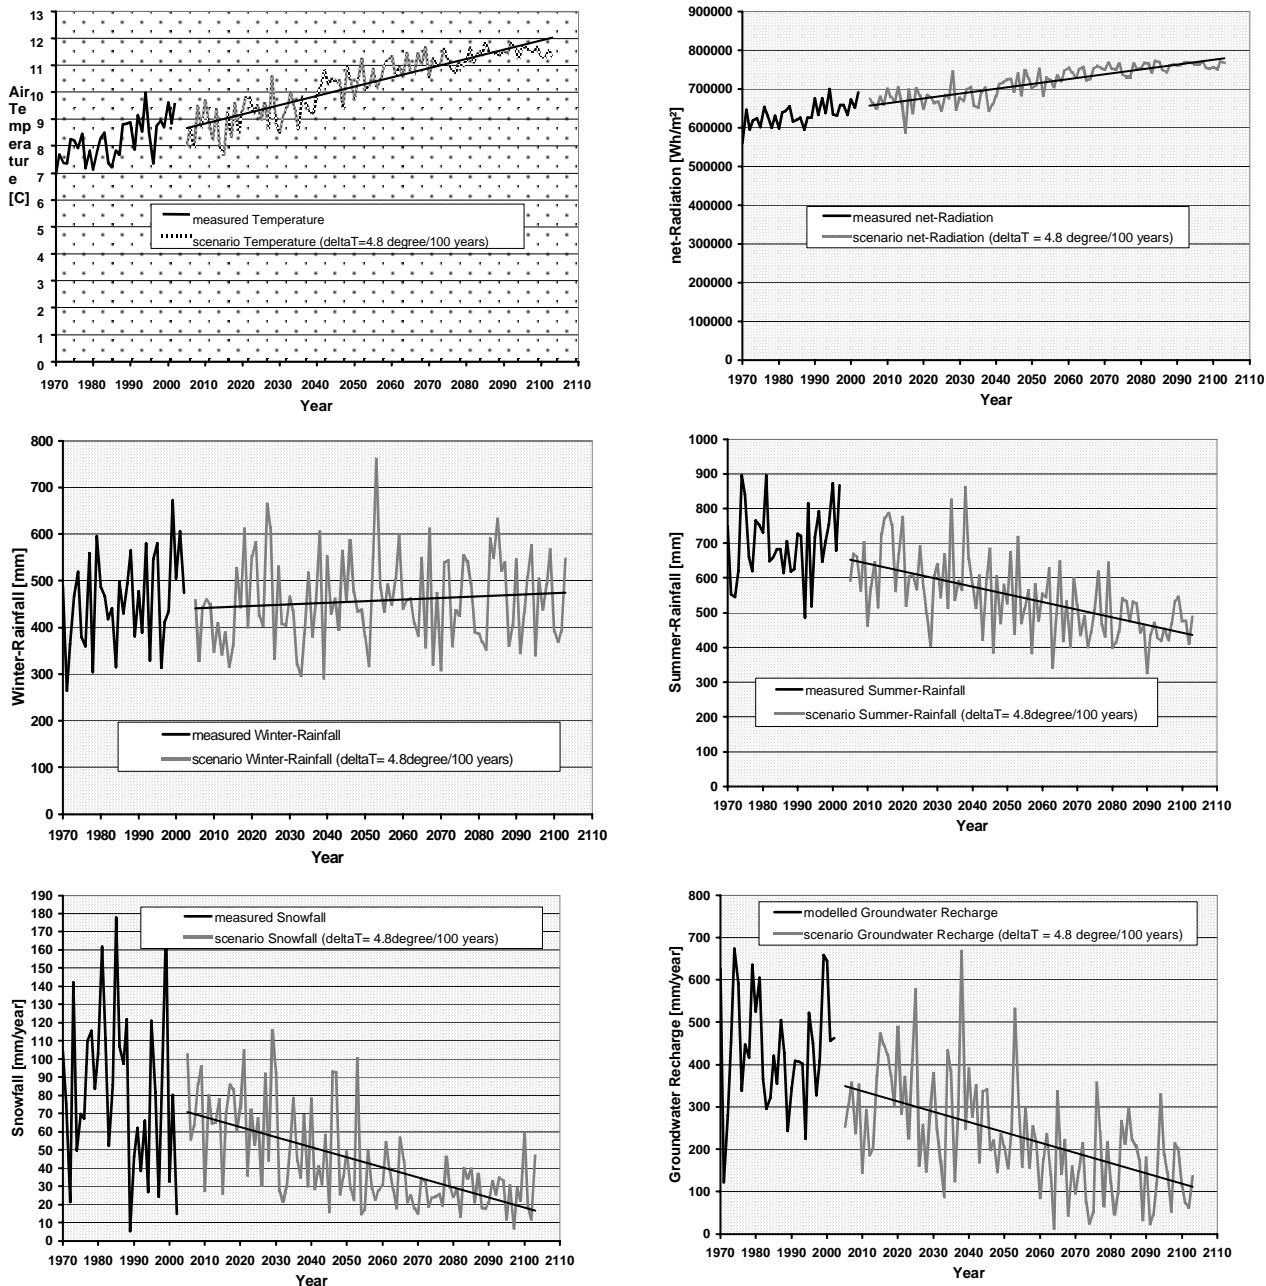 13
12
11
10
9
8
7
6
5
4
3
2
1
0
Air
Te
mp
era
tur
e
[C]
measured Temperature
scenario Temperature (deltaT=4.8 degree/100 years)
1970 1980 1990 2000 2010 2020 2030 2040 2050 2060 2070 2080 2090 2100 2110
Year
900000
800000
700000
600000
500000
400000
300000
200000
100000
0
net-Radiation [Wh/m²]
measured net-Radiation
scenario net-Radiation (deltaT = 4.8 degree/100 years)
1970 1980 1990 2000 2010 2020 2030 2040 2050 2060 2070 2080 2090 2100 2110
Year
800
700
600
500
400
300
200
100
0
Winter-Rainfall [mm]
measured Winter-Rainfall
scenario Winter-Rainfall (deltaT= 4.8degree/100 years)
1970 1980 1990 2000 2010 2020 2030 2040 2050 2060 2070 2080 2090 2100 2110
Year
1000
900
800
700
600
500
400
300
200
100
0
Summer-Rainfall [mm]
measured Summer-Rainfall
scenario Summer-Rainfall (deltaT= 4.8degree/100 years)
1970 1980 1990 2000 2010 2020 2030 2040 2050 2060 2070 2080 2090 2100 2110
Year
190
180
170
160
150
140
130
120
110
100
90
80
70
60
50
40
30
20
10
0
Snowfall [mm/year]
measured Snowfall
scenario Snowfall (deltaT= 4.8degree/100 years)
1970 1980 1990 2000 2010 2020 2030 2040 2050 2060 2070 2080 2090 2100 2110
Year
800
700
600
500
400
300
200
100
0
Groundwater Recharge [mm/year]
modelled Groundwater Recharge
scenario Groundwater Recharge (deltaT = 4.8 degree/100 years)
1970 1980 1990 2000 2010 2020 2030 2040 2050 2060 2070 2080 2090 2100 2110
Year